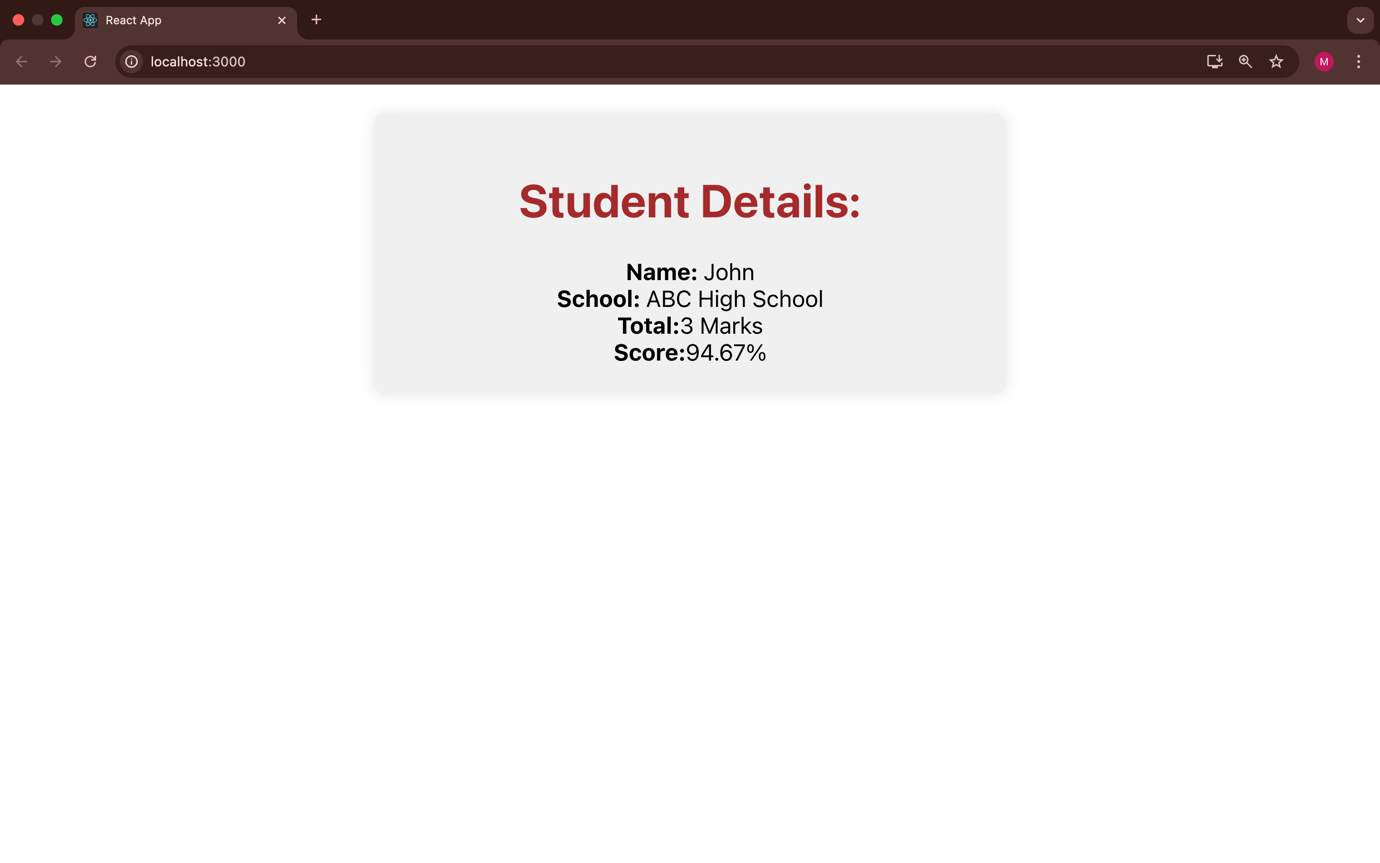 React App
localhost:3000
M
Student Details:
Name: John
School: ABC High School
Total:3 Marks
Score:94.67%